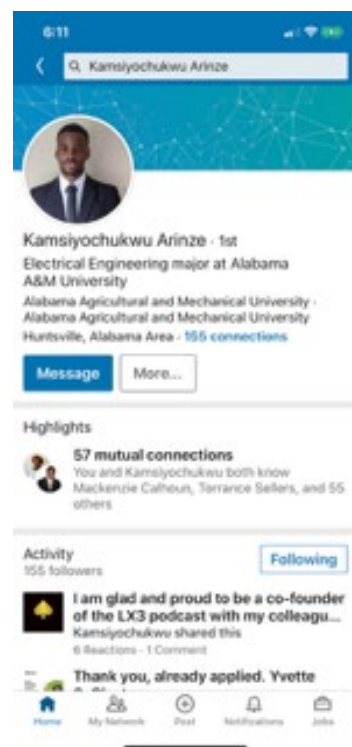 6:11
Kamsiyochukwu Arinze
Kamsiyochukwu Arinze · 1st
Electrical Engineering major at Alabama
A&M University
Alabama Agricultural and Mechanical University ·
Alabama Agricultural and Mechanical University
Huntsville, Alabama Area · 155 connections
Message
More...
Highlights
57 mutual connections
You and Kamsiyochukwu both know
Mackenzie Calhoun, Torrance Sellers, and 55
others
Activity
155 followers
Following
I am glad and proud to be a co-founder
of the LX3 podcast with my colleagu...
Kamsiyochukwu shared this
6 Reactions · 1 Comment
Thank you, already applied. Yvette
Home
My Network
Post
Notifications
Jobs